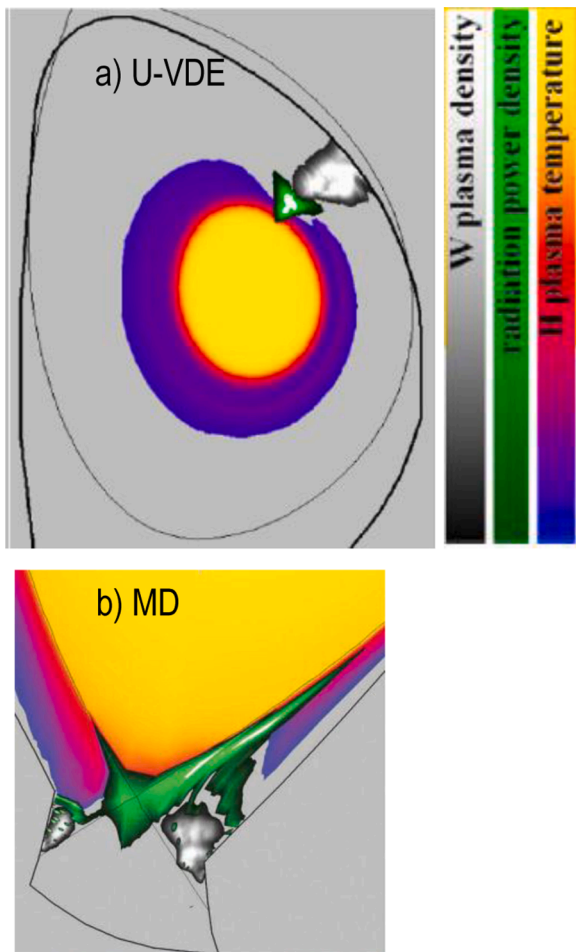 a) U-VDE
W plasma density
radiation power density
H plasma temperature
b) MD